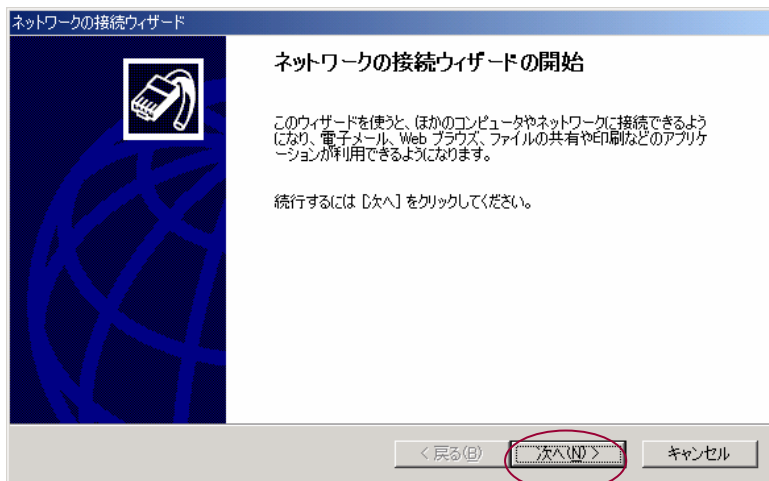 ネットワークの接続ウィザード
ネットワークの接続ウィザードの開始
このウィザードを使うと、ほかのコンピュータやネットワークに接続できるよう
になり、電子メール、Web ブラウズ、ファイルの共有や印刷などのアプリケ
ーションが利用できるようになります。
続行するには [次へ] をクリックしてください。
< 戻る(B)
次へ(N) >
キャンセル